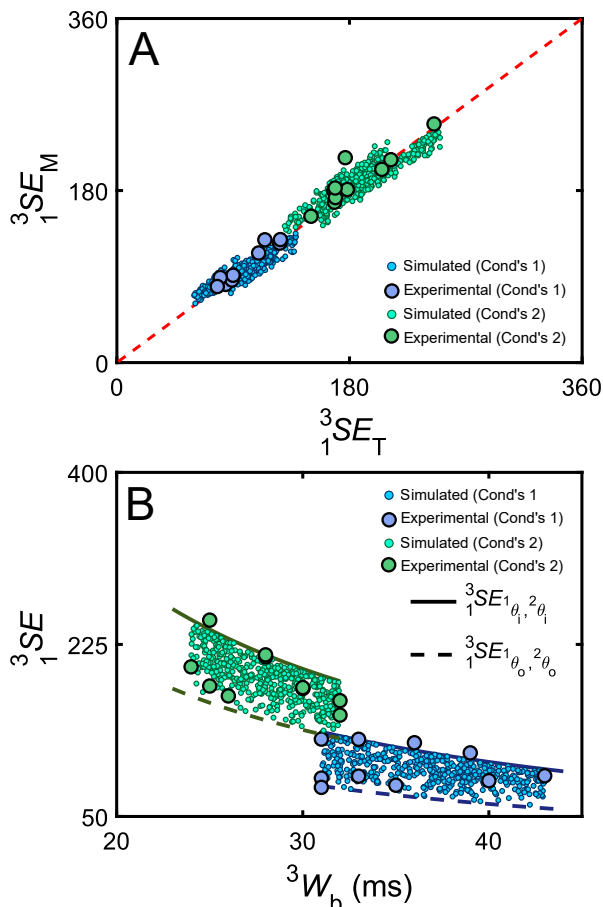 A
360
180
0
³₁SE_M
Simulated (Cond's 1)
Experimental (Cond's 1)
Simulated (Cond's 2)
Experimental (Cond's 2)
0 180 360
³₁SE_T
B
400
225
50
³₁SE
Simulated (Cond's 1
Experimental (Cond's 1)
Simulated (Cond's 2)
Experimental (Cond's 2)
³₁SE₁θᵢ,²θᵢ
³₁SE₁θₒ,²θₒ
20 30 40
³W_b (ms)